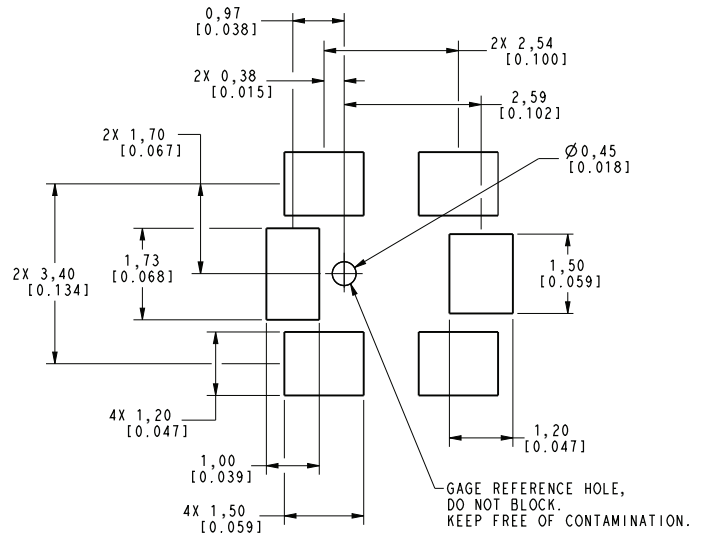 0,97
[0.038]
2X 2,54
[0.100]
2X 0,38
[0.015]
2,59
[0.102]
2X 1,70
[0.067]
Ø0,45
[0.018]
1,73
[0.068]
2X 3,40
[0.134]
1,50
[0.059]
4X 1,20
[0.047]
1,20
[0.047]
1,00
[0.039]
4X 1,50
[0.059]
GAGE REFERENCE HOLE,
DO NOT BLOCK.
KEEP FREE OF CONTAMINATION.